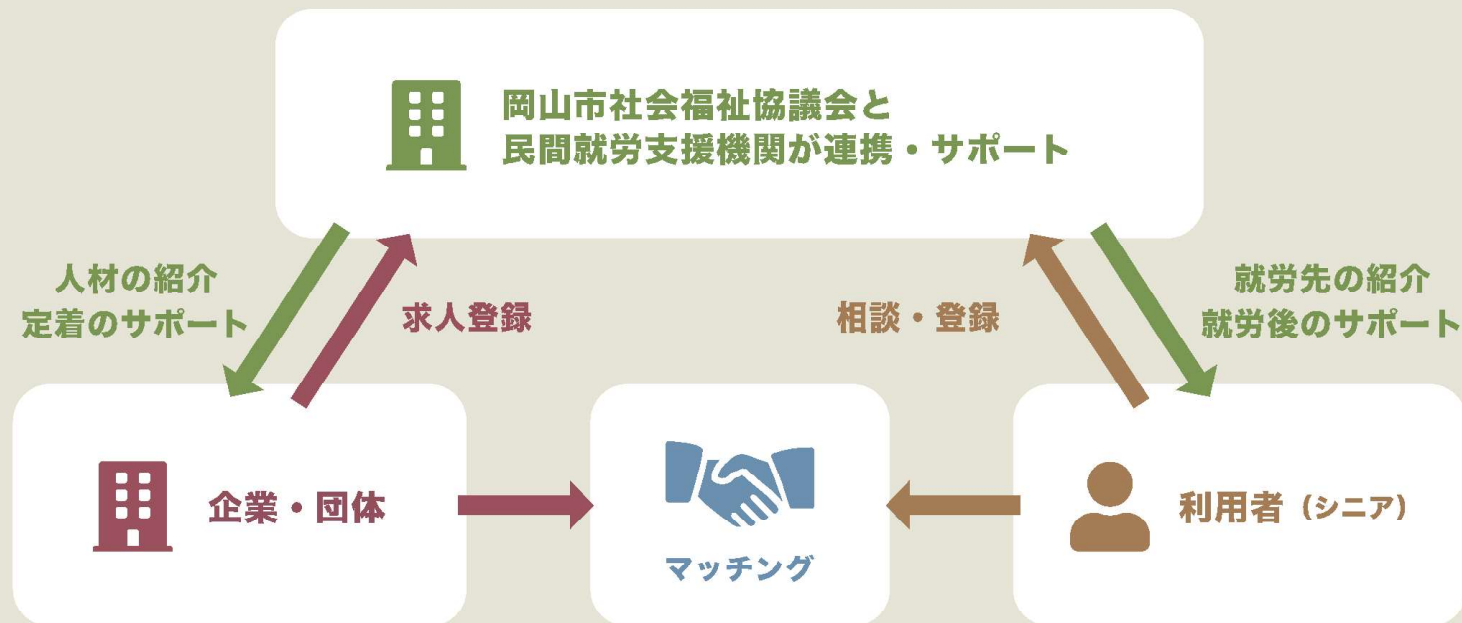 岡山市社会福祉協議会と
民間就労支援機関が連携・サポート
人材の紹介
定着のサポート
求人登録
相談・登録
就労先の紹介
就労後のサポート
企業・団体
マッチング
利用者（シニア）